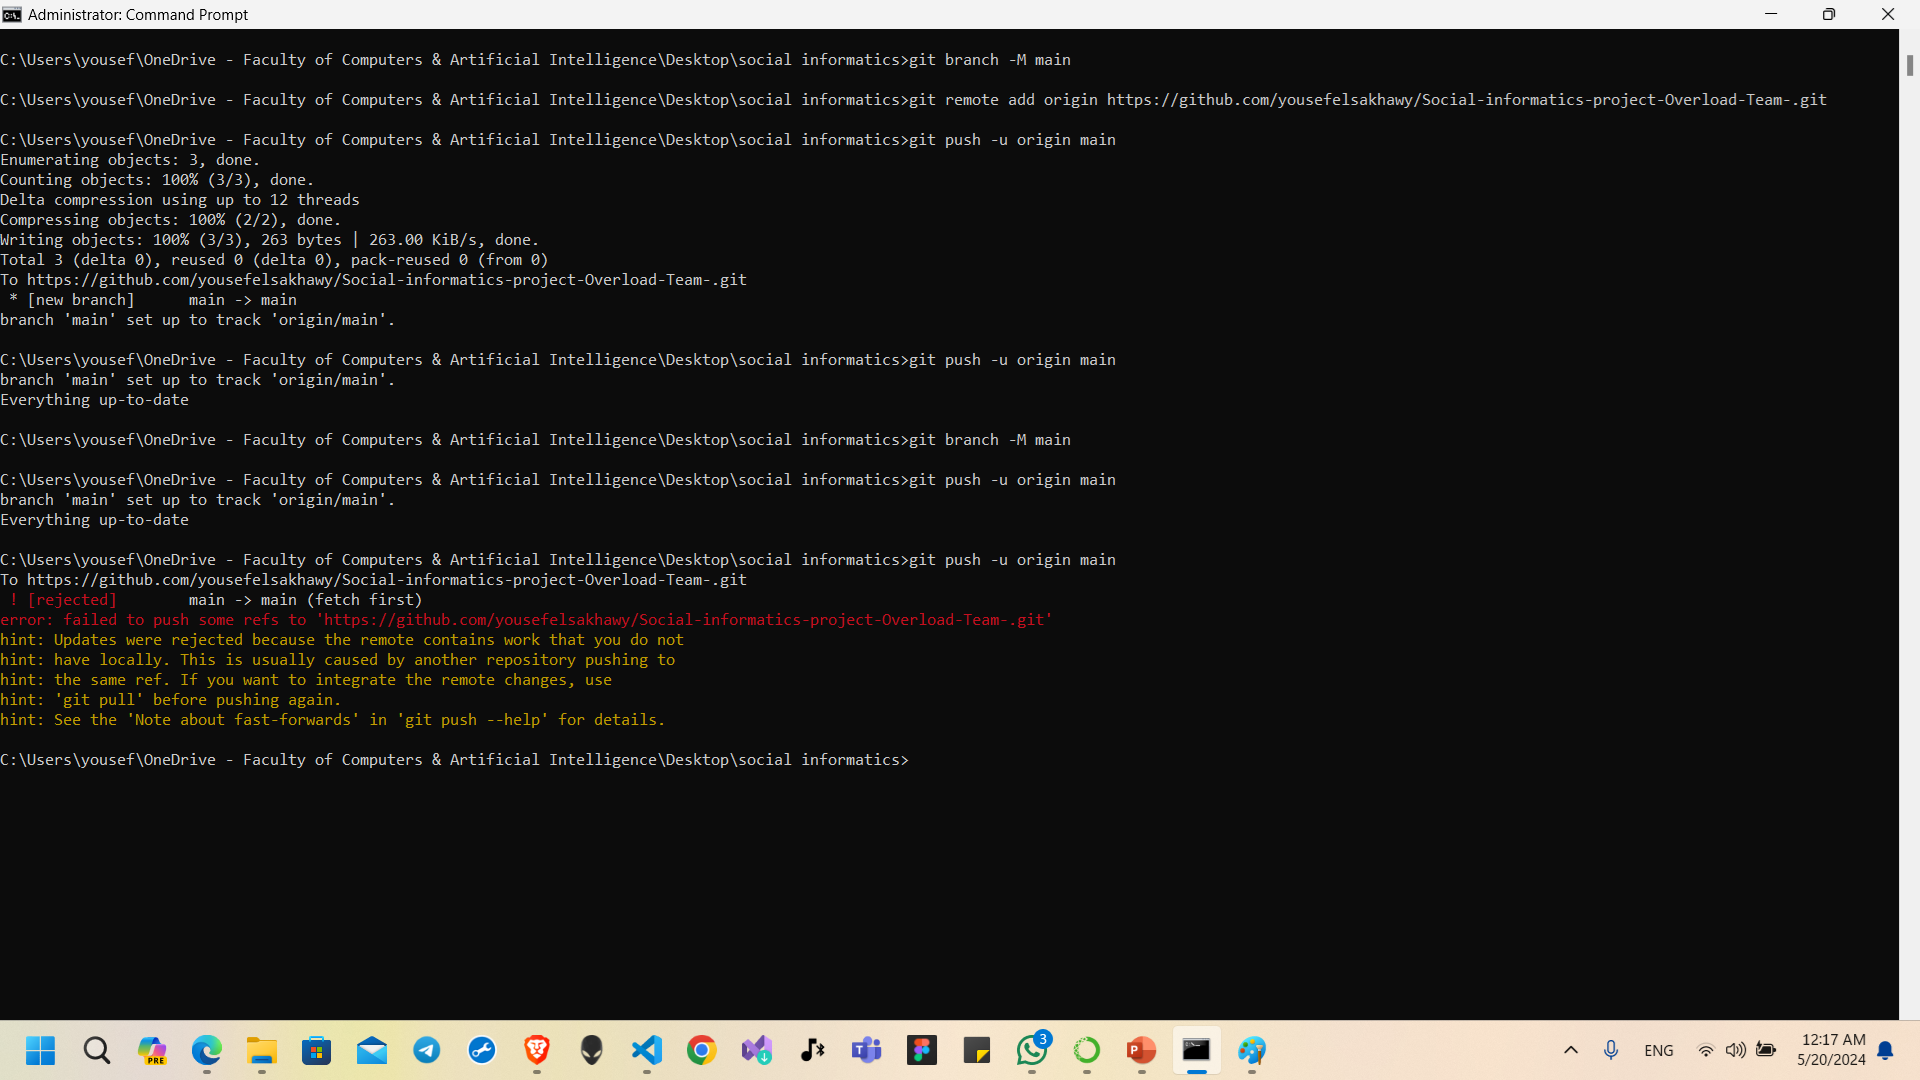 Administrator: Command Prompt
C:\Users\yousef\OneDrive - Faculty of Computers & Artificial Intelligence\Desktop\social informatics>git branch -M main
C:\Users\yousef\OneDrive - Faculty of Computers & Artificial Intelligence\Desktop\social informatics>git remote add origin https://github.com/yousefelsakhawy/Social-informatics-project-Overload-Team-.git
C:\Users\yousef\OneDrive - Faculty of Computers & Artificial Intelligence\Desktop\social informatics>git push -u origin main
Enumerating objects: 3, done.
Counting objects: 100% (3/3), done.
Delta compression using up to 12 threads
Compressing objects: 100% (2/2), done.
Writing objects: 100% (3/3), 263 bytes | 263.00 KiB/s, done.
Total 3 (delta 0), reused 0 (delta 0), pack-reused 0 (from 0)
To https://github.com/yousefelsakhawy/Social-informatics-project-Overload-Team-.git
 * [new branch]      main -> main
branch 'main' set up to track 'origin/main'.
C:\Users\yousef\OneDrive - Faculty of Computers & Artificial Intelligence\Desktop\social informatics>git push -u origin main
branch 'main' set up to track 'origin/main'.
Everything up-to-date
C:\Users\yousef\OneDrive - Faculty of Computers & Artificial Intelligence\Desktop\social informatics>git branch -M main
C:\Users\yousef\OneDrive - Faculty of Computers & Artificial Intelligence\Desktop\social informatics>git push -u origin main
branch 'main' set up to track 'origin/main'.
Everything up-to-date
C:\Users\yousef\OneDrive - Faculty of Computers & Artificial Intelligence\Desktop\social informatics>git push -u origin main
To https://github.com/yousefelsakhawy/Social-informatics-project-Overload-Team-.git
 ! [rejected]        main -> main (fetch first)
error: failed to push some refs to 'https://github.com/yousefelsakhawy/Social-informatics-project-Overload-Team-.git'
hint: Updates were rejected because the remote contains work that you do not
hint: have locally. This is usually caused by another repository pushing to
hint: the same ref. If you want to integrate the remote changes, use
hint: 'git pull' before pushing again.
hint: See the 'Note about fast-forwards' in 'git push --help' for details.
C:\Users\yousef\OneDrive - Faculty of Computers & Artificial Intelligence\Desktop\social informatics>
PRE
3
ENG
12:17 AM
5/20/2024